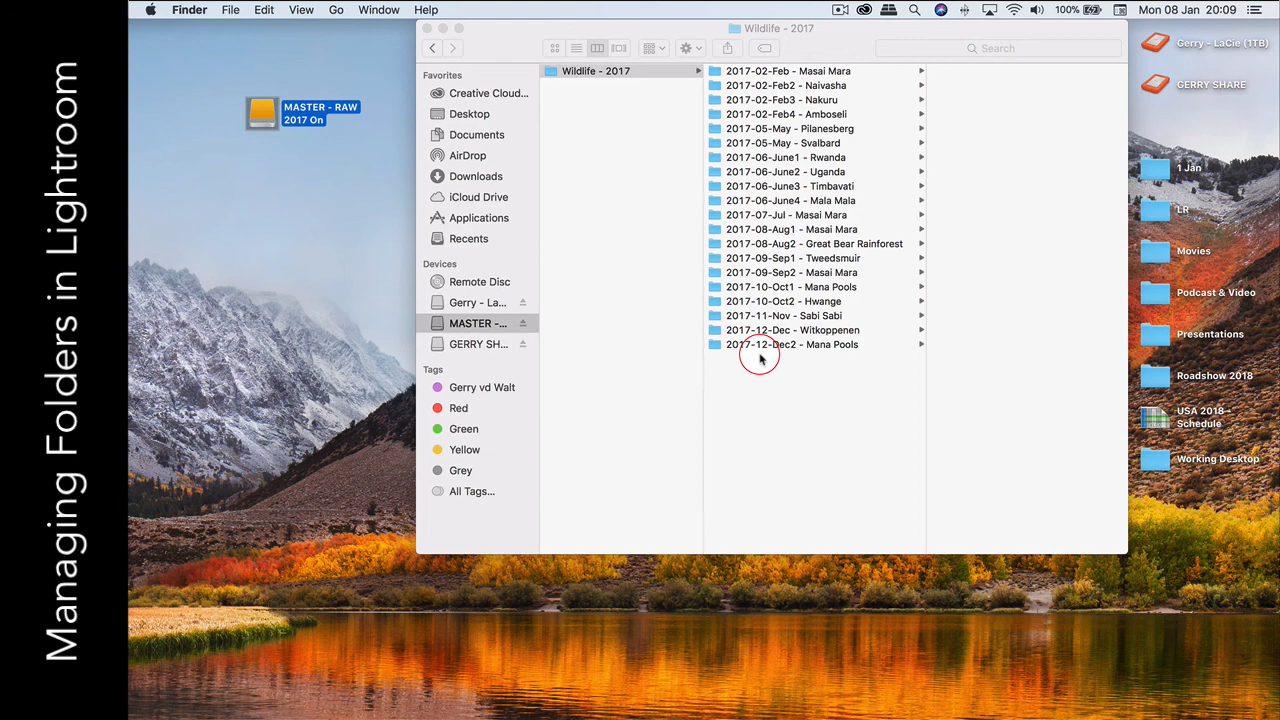 Managing Folders in Lightroom
Finder File Edit View Go Window Help
100% Mon 08 Jan 20:09
MASTER - RAW
2017 On
Wildlife - 2017
Search
Favorites
Creative Cloud...
Desktop
Documents
AirDrop
Downloads
iCloud Drive
Applications
Recents
Devices
Remote Disc
Gerry - La...
MASTER -...
GERRY SH...
Tags
Gerry vd Walt
Red
Green
Yellow
Grey
All Tags...
Wildlife - 2017
2017-02-Feb - Masai Mara
2017-02-Feb2 - Naivasha
2017-02-Feb3 - Nakuru
2017-02-Feb4 - Amboseli
2017-05-May - Pilanesberg
2017-05-May - Svalbard
2017-06-June1 - Rwanda
2017-06-June2 - Uganda
2017-06-June3 - Timbavati
2017-06-June4 - Mala Mala
2017-07-Jul - Masai Mara
2017-08-Aug1 - Masai Mara
2017-08-Aug2 - Great Bear Rainforest
2017-09-Sep1 - Tweedsmuir
2017-09-Sep2 - Masai Mara
2017-10-Oct1 - Mana Pools
2017-10-Oct2 - Hwange
2017-11-Nov - Sabi Sabi
2017-12-Dec - Witkoppenen
2017-12-Dec2 - Mana Pools
Gerry - LaCie (1TB)
GERRY SHARE
1 Jan
LR
Movies
Podcast & Video
Presentations
Roadshow 2018
USA 2018 -
Schedule
Working Desktop